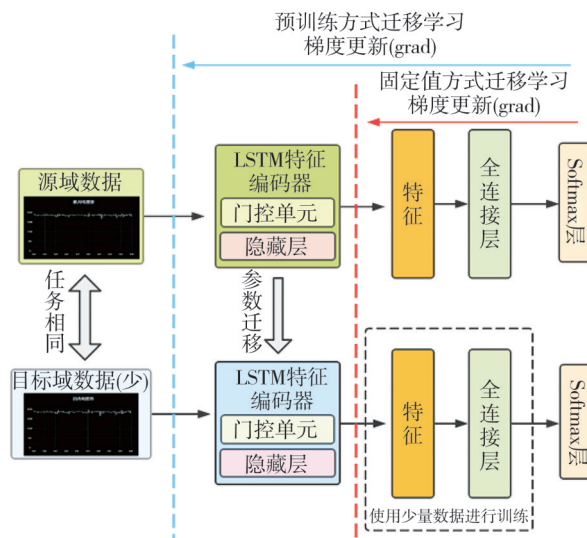 预训练方式迁移学习
梯度更新(grad)
固定值方式迁移学习
梯度更新(grad)
源域数据
LSTM特征
编码器
门控单元
隐藏层
特征
全连接层
Softmax层
任务相同
参数迁移
目标域数据(少)
LSTM特征
编码器
门控单元
隐藏层
特征
全连接层
Softmax层
使用少量数据进行训练